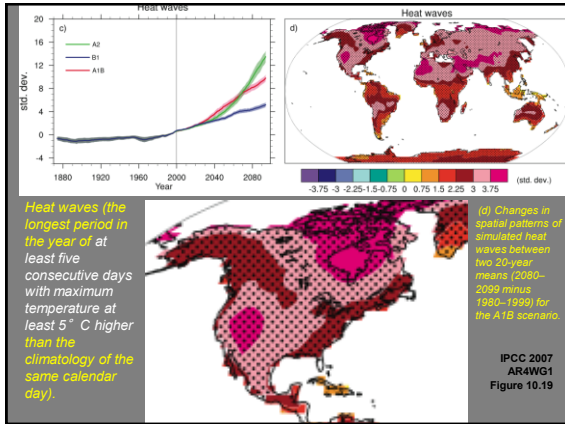 Heat waves
c)
20
16
12
8
4
0
-4
std. dev.
A2
B1
A1B
1880
1920
1960
2000
2040
2080
Year
Heat waves
d)
(std. dev.)
-3.75 -3 -2.25 -1.5 -0.75 0 0.75 1.5 2.25 3 3.75
Heat waves (the
longest period in
the year of at
least five
consecutive days
with maximum
temperature at
least 5° C higher
than the
climatology of the
same calendar
day).
(d) Changes in
spatial patterns of
simulated heat
waves between
two 20-year
means (2080–
2099 minus
1980–1999) for
the A1B scenario.
IPCC 2007
AR4WG1
Figure 10.19